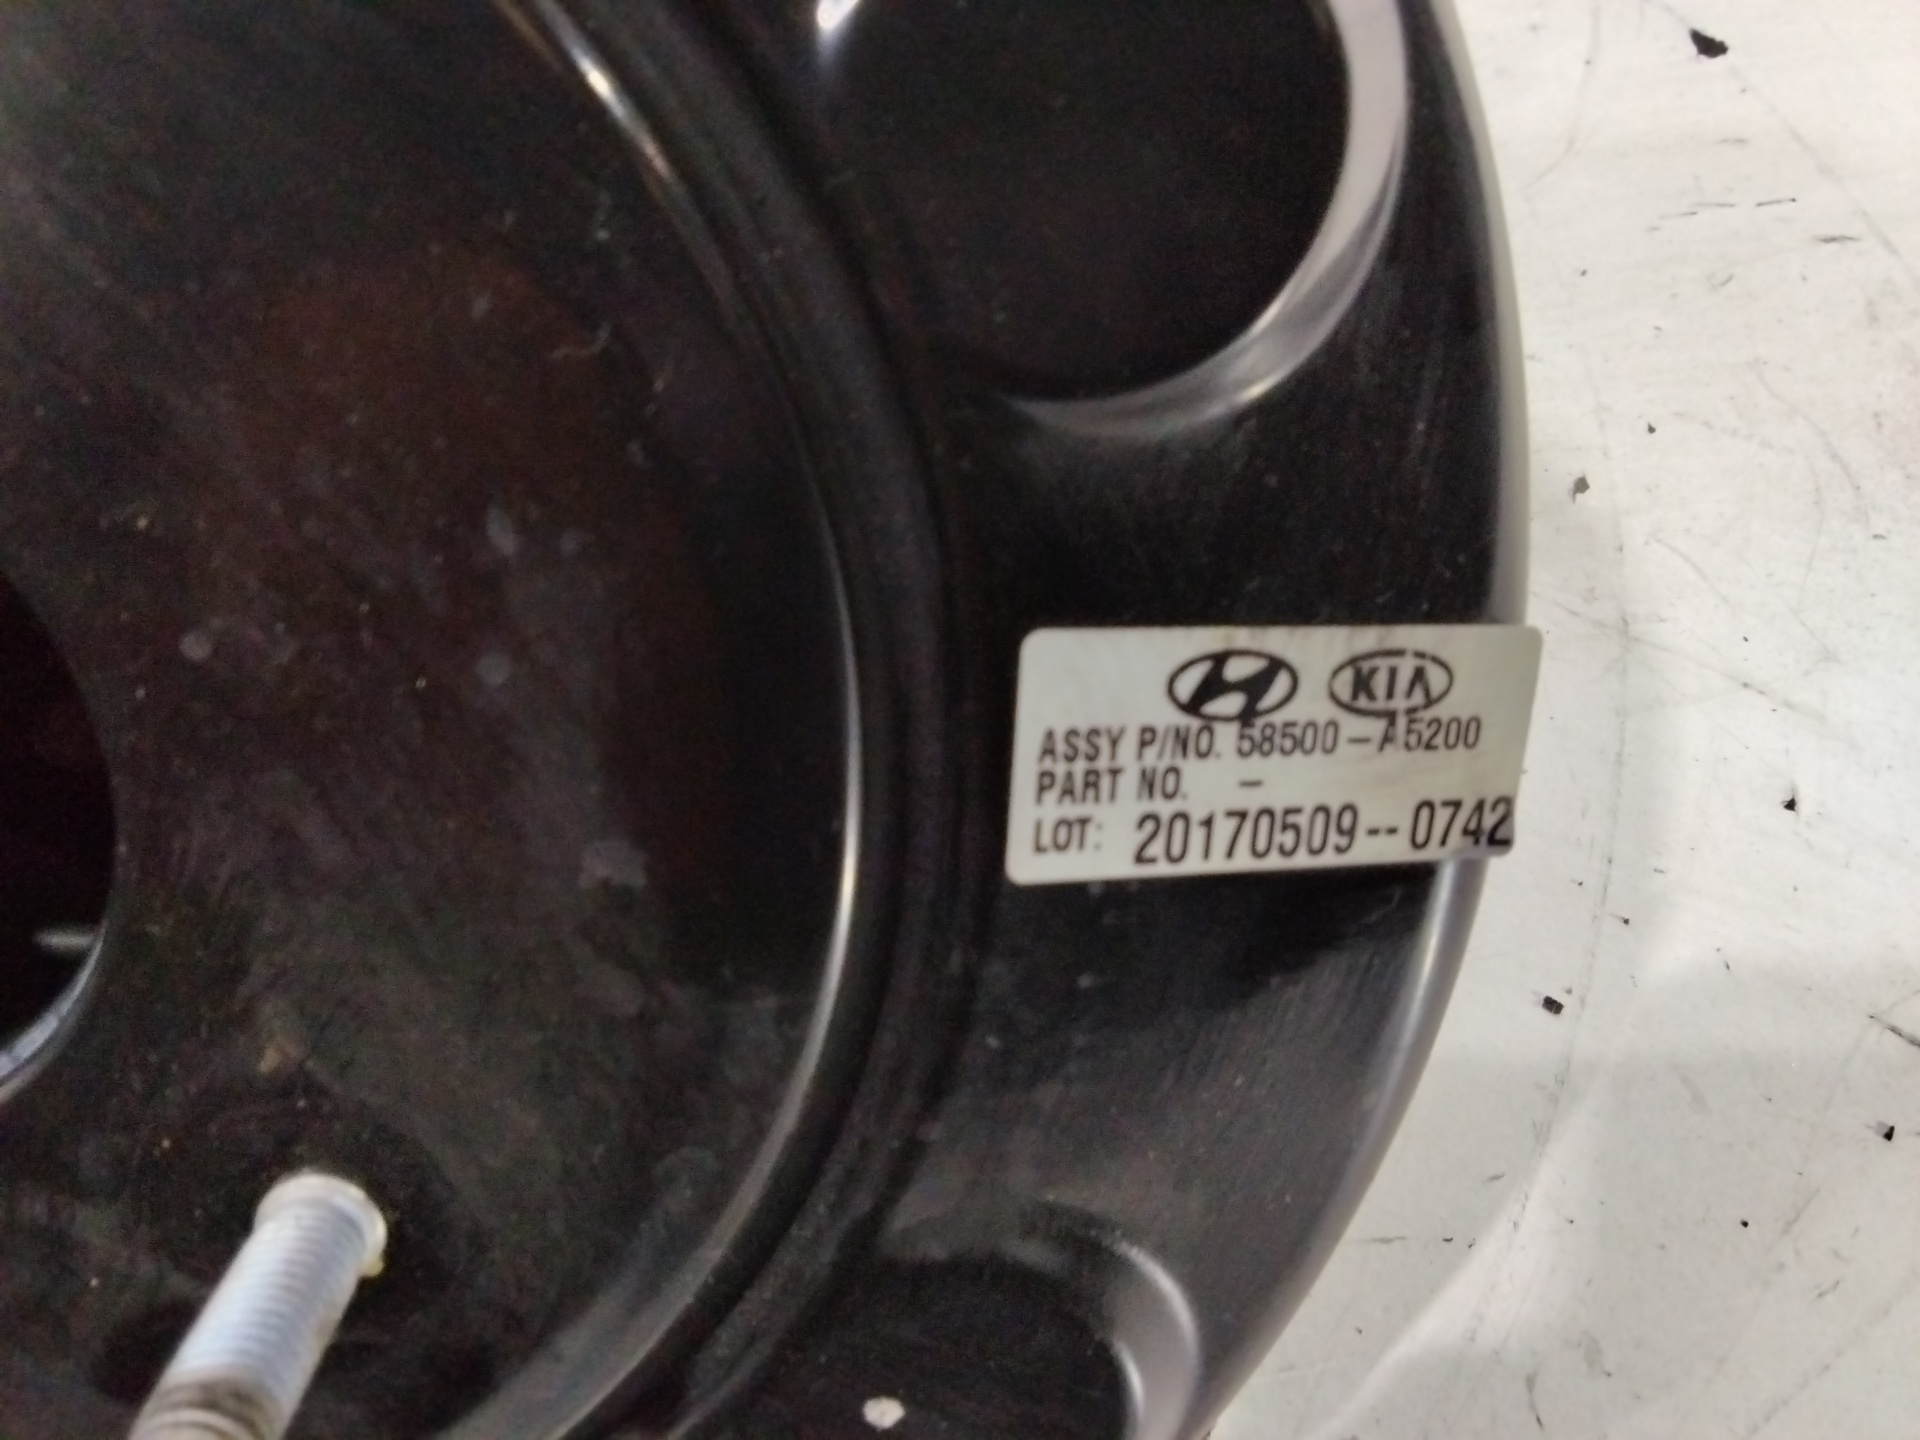 KIA
ASSY P/NO. 58500-A5200
PART NO. -
LOT: 20170509--0742